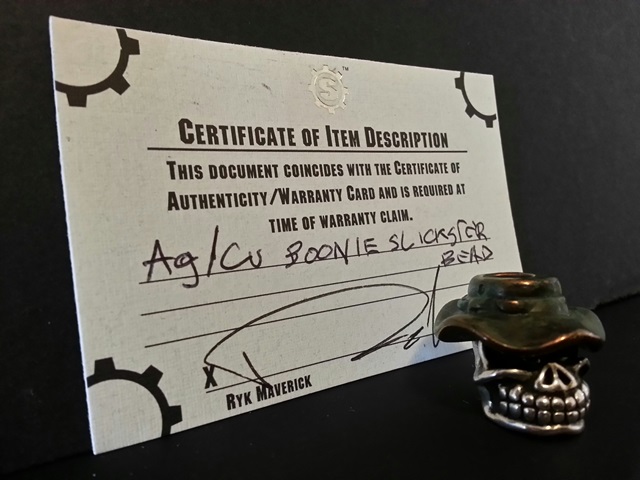 S™
CERTIFICATE OF ITEM DESCRIPTION
THIS DOCUMENT COINCIDES WITH THE CERTIFICATE OF
AUTHENTICITY/WARRANTY CARD AND IS REQUIRED AT
TIME OF WARRANTY CLAIM.
Ag/Cu BOONIE SLICKSTER
BEAD
X
RYK MAVERICK